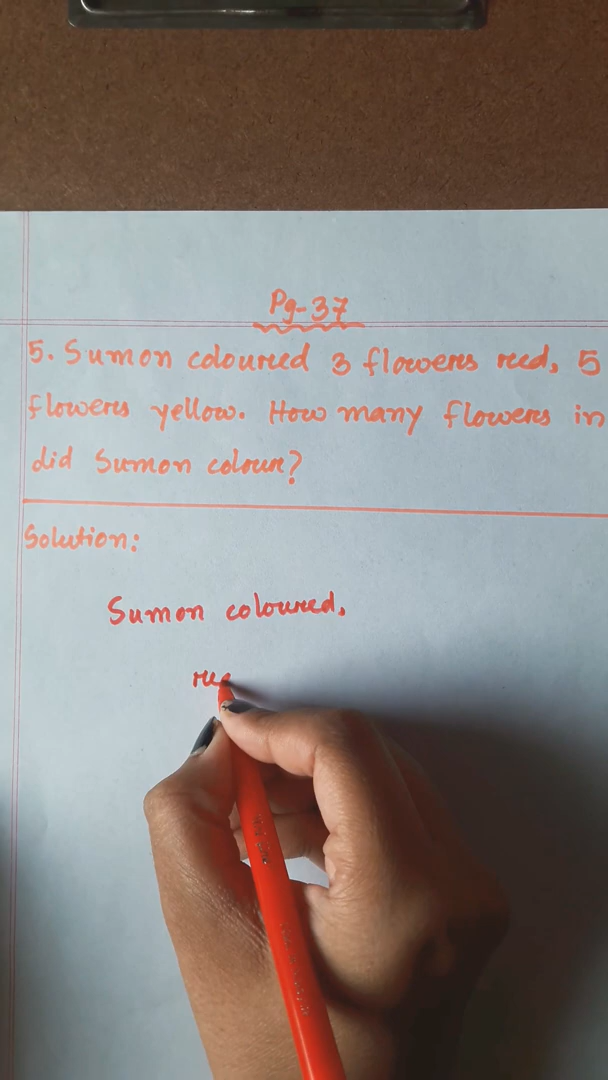 Pg-37
5. Sumon coloured 3 flowers red, 5
flowers yellow. How many flowers in
did Sumon colour?
Solution:
Sumon coloured,
re